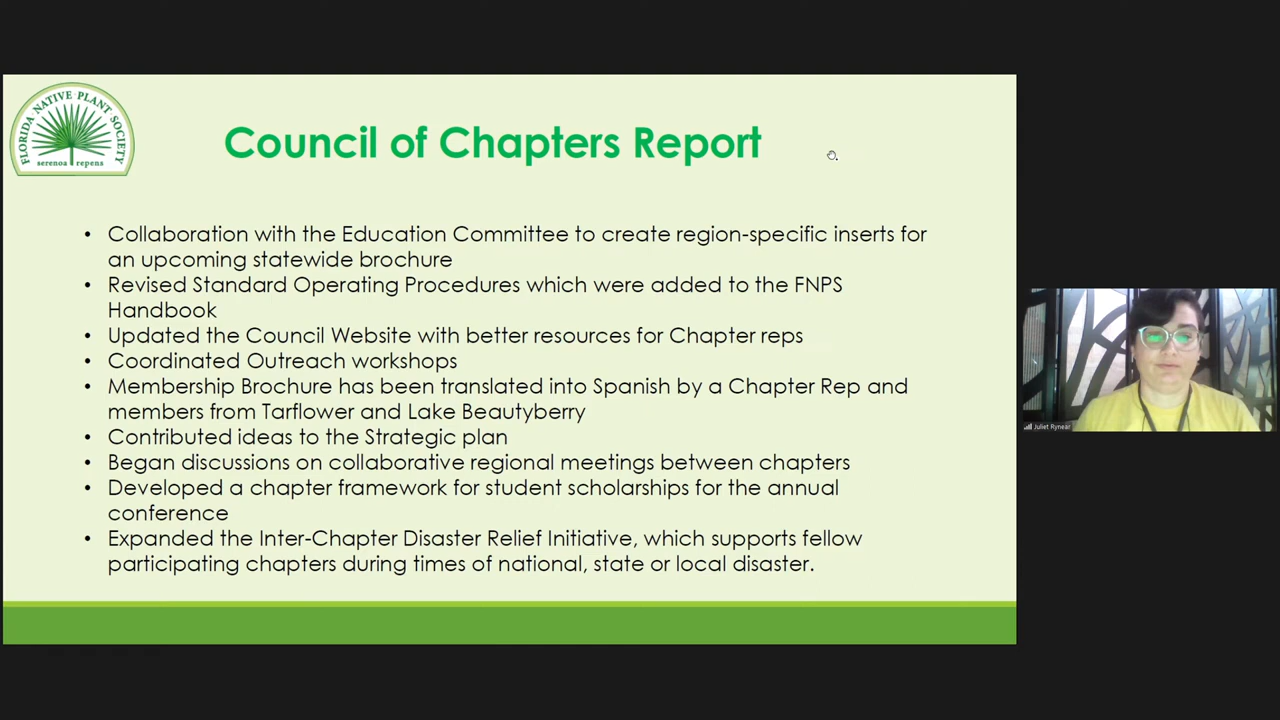 FLORIDA NATIVE PLANT SOCIETY
serenoa repens
Council of Chapters Report
• Collaboration with the Education Committee to create region-specific inserts for
an upcoming statewide brochure
• Revised Standard Operating Procedures which were added to the FNPS
Handbook
• Updated the Council Website with better resources for Chapter reps
• Coordinated Outreach workshops
• Membership Brochure has been translated into Spanish by a Chapter Rep and
members from Tarflower and Lake Beautyberry
• Contributed ideas to the Strategic plan
• Began discussions on collaborative regional meetings between chapters
• Developed a chapter framework for student scholarships for the annual
conference
• Expanded the Inter-Chapter Disaster Relief Initiative, which supports fellow
participating chapters during times of national, state or local disaster.
Juliet Rynear